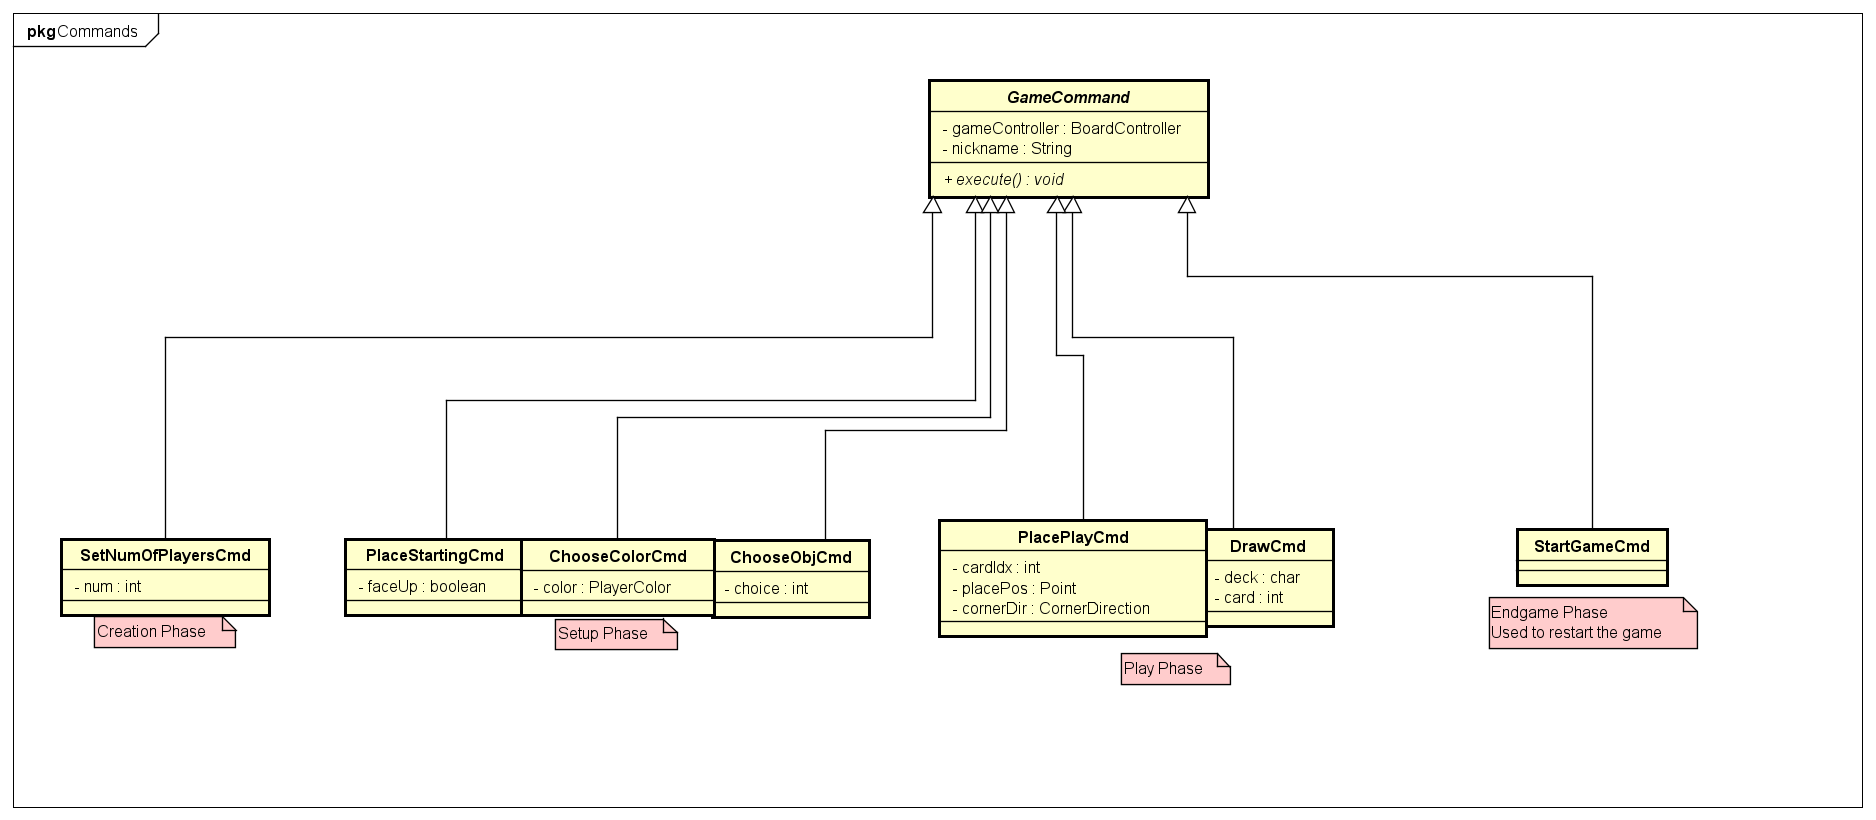 pkg Commands
GameCommand
- gameController : BoardController
- nickname : String
+ execute() : void
SetNumOfPlayersCmd
- num : int
Creation Phase
PlaceStartingCmd
- faceUp : boolean
ChooseColorCmd
- color : PlayerColor
Setup Phase
ChooseObjCmd
- choice : int
PlacePlayCmd
- cardIdx : int
- placePos : Point
- cornerDir : CornerDirection
DrawCmd
- deck : char
- card : int
Play Phase
StartGameCmd
Endgame Phase
Used to restart the game